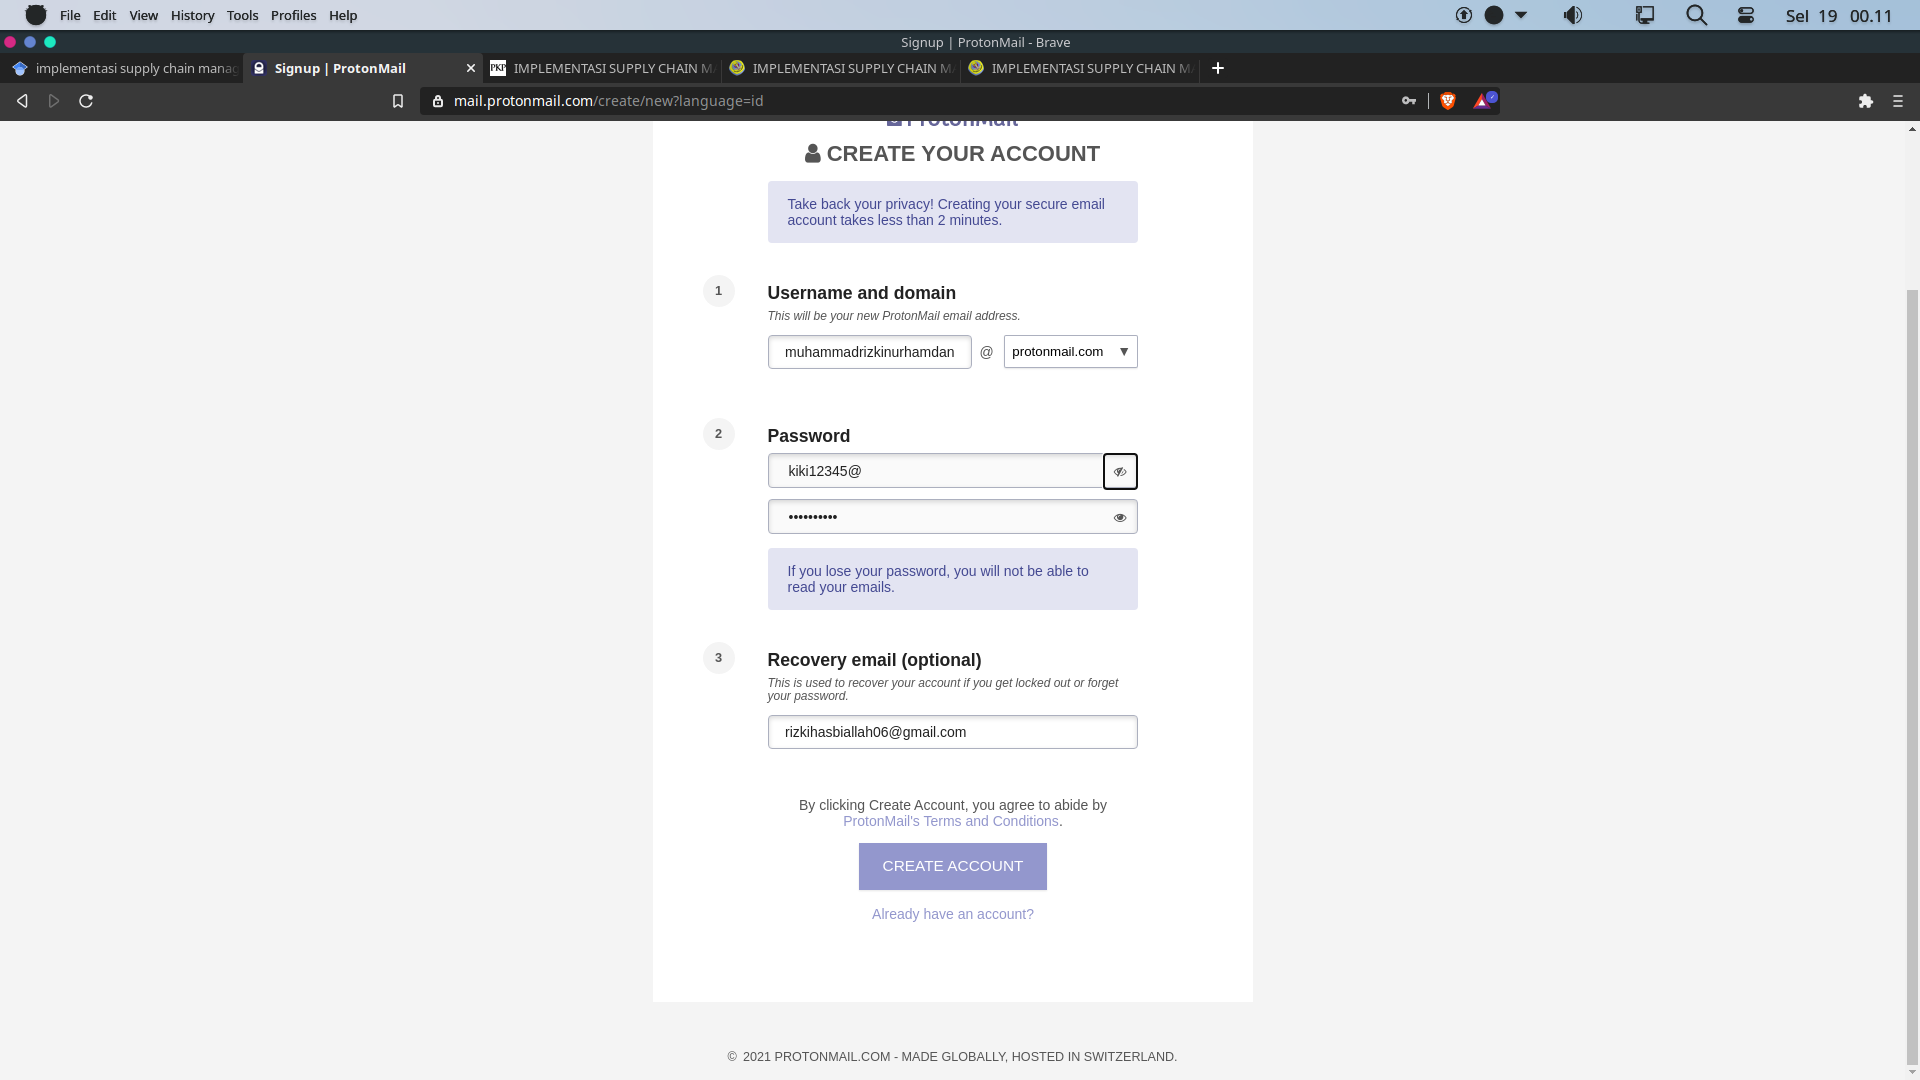 File Edit View History Tools Profiles Help
Sel 19 00.11
Signup | ProtonMail - Brave
implementasi supply chain manag
Signup | ProtonMail
IMPLEMENTASI SUPPLY CHAIN M
IMPLEMENTASI SUPPLY CHAIN M
IMPLEMENTASI SUPPLY CHAIN M
mail.protonmail.com/create/new?language=id
ProtonMail
CREATE YOUR ACCOUNT
Take back your privacy! Creating your secure email
account takes less than 2 minutes.
1
Username and domain
This will be your new ProtonMail email address.
muhammadrizkinurhamdan @ protonmail.com ▼
2
Password
kiki12345@
••••••••••
If you lose your password, you will not be able to
read your emails.
3
Recovery email (optional)
This is used to recover your account if you get locked out or forget
your password.
rizkihasbiallah06@gmail.com
By clicking Create Account, you agree to abide by
ProtonMail's Terms and Conditions.
CREATE ACCOUNT
Already have an account?
© 2021 PROTONMAIL.COM - MADE GLOBALLY, HOSTED IN SWITZERLAND.